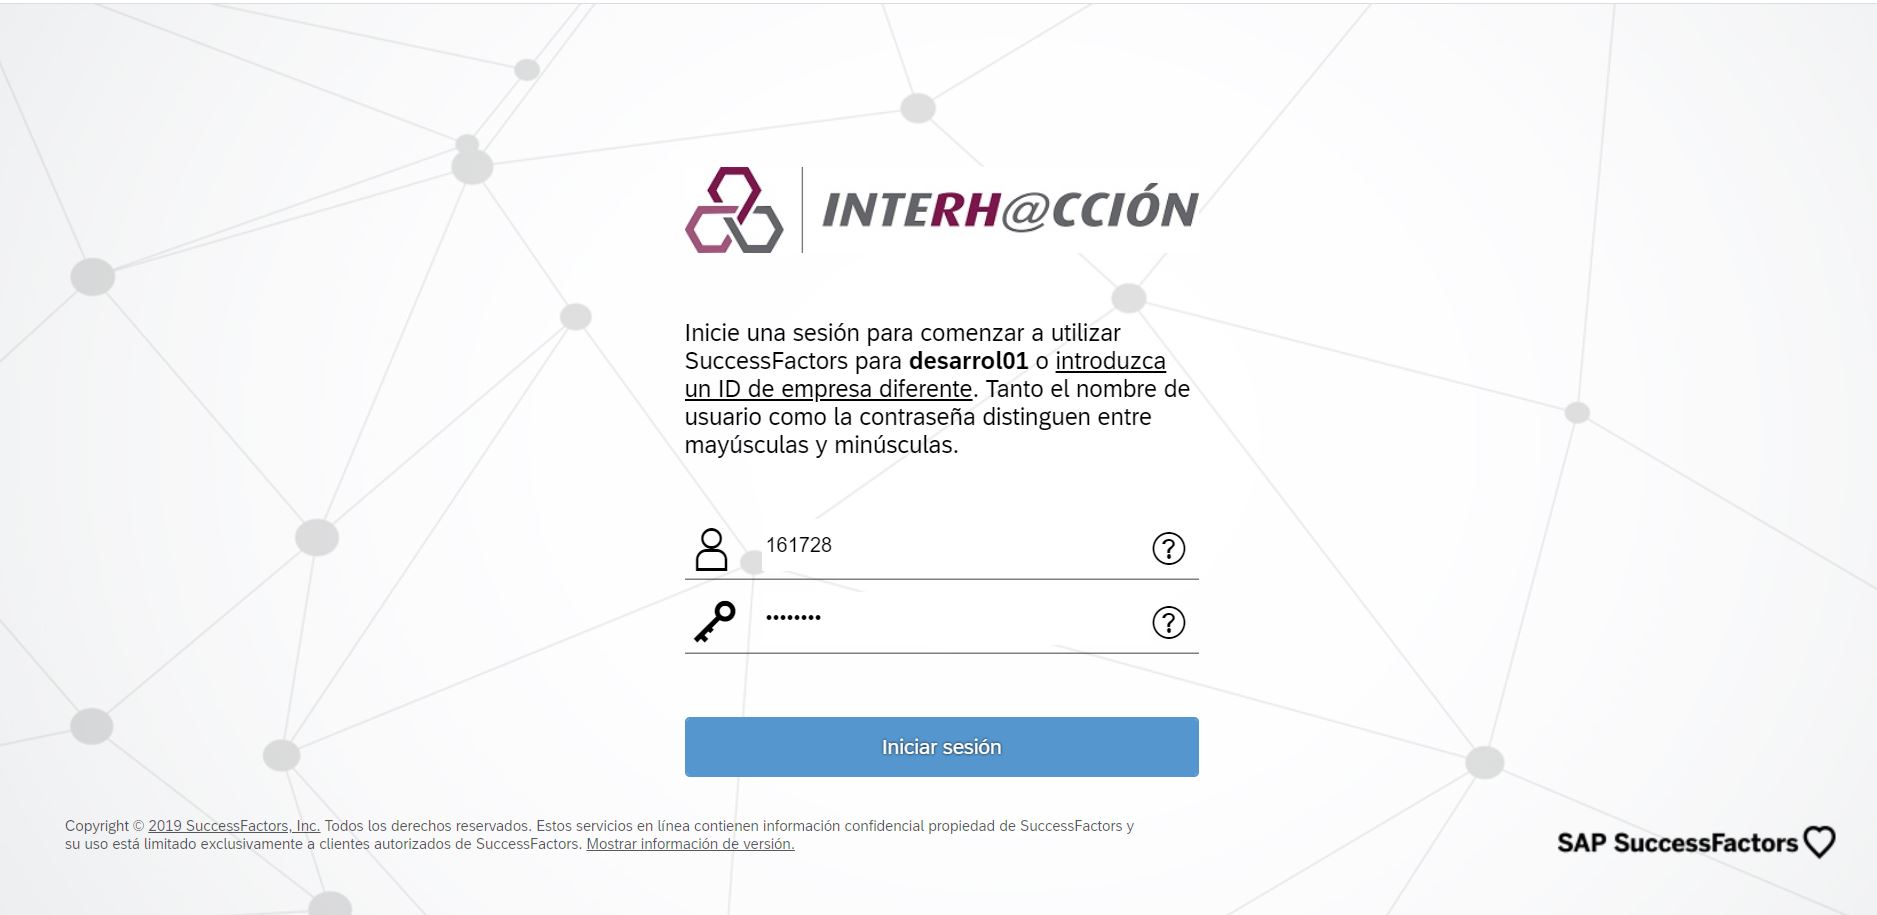 INTERH@CCIÓN
Inicie una sesión para comenzar a utilizar
SuccessFactors para desarrol01 o introduzca
un ID de empresa diferente. Tanto el nombre de
usuario como la contraseña distinguen entre
mayúsculas y minúsculas.
161728
••••••••
Iniciar sesión
Copyright © 2019 SuccessFactors, Inc. Todos los derechos reservados. Estos servicios en línea contienen información confidencial propiedad de SuccessFactors y
su uso está limitado exclusivamente a clientes autorizados de SuccessFactors. Mostrar información de versión.
SAP SuccessFactors